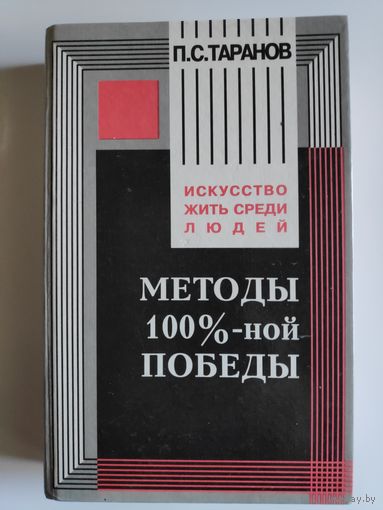 П.С.ТАРАНОВ
ИСКУССТВО
ЖИТЬ СРЕДИ
ЛЮДЕЙ
МЕТОДЫ
100%-ной
ПОБЕДЫ